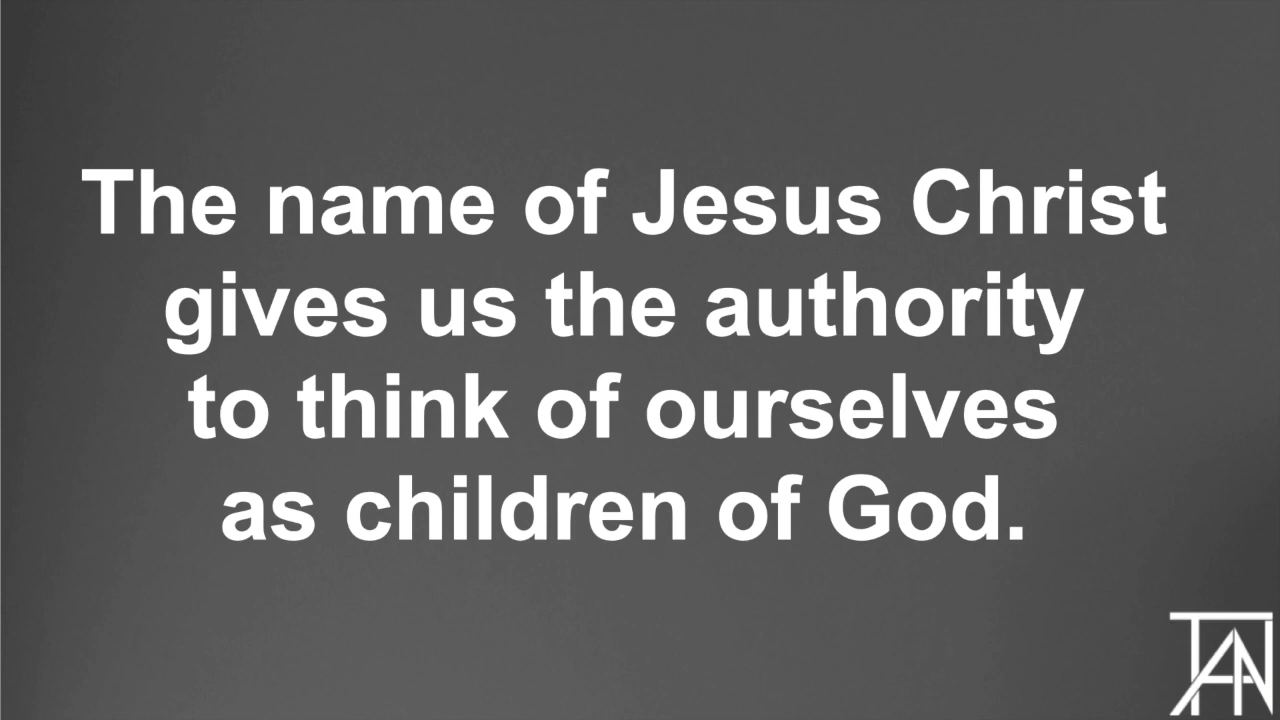 The name of Jesus Christ
gives us the authority
to think of ourselves
as children of God.